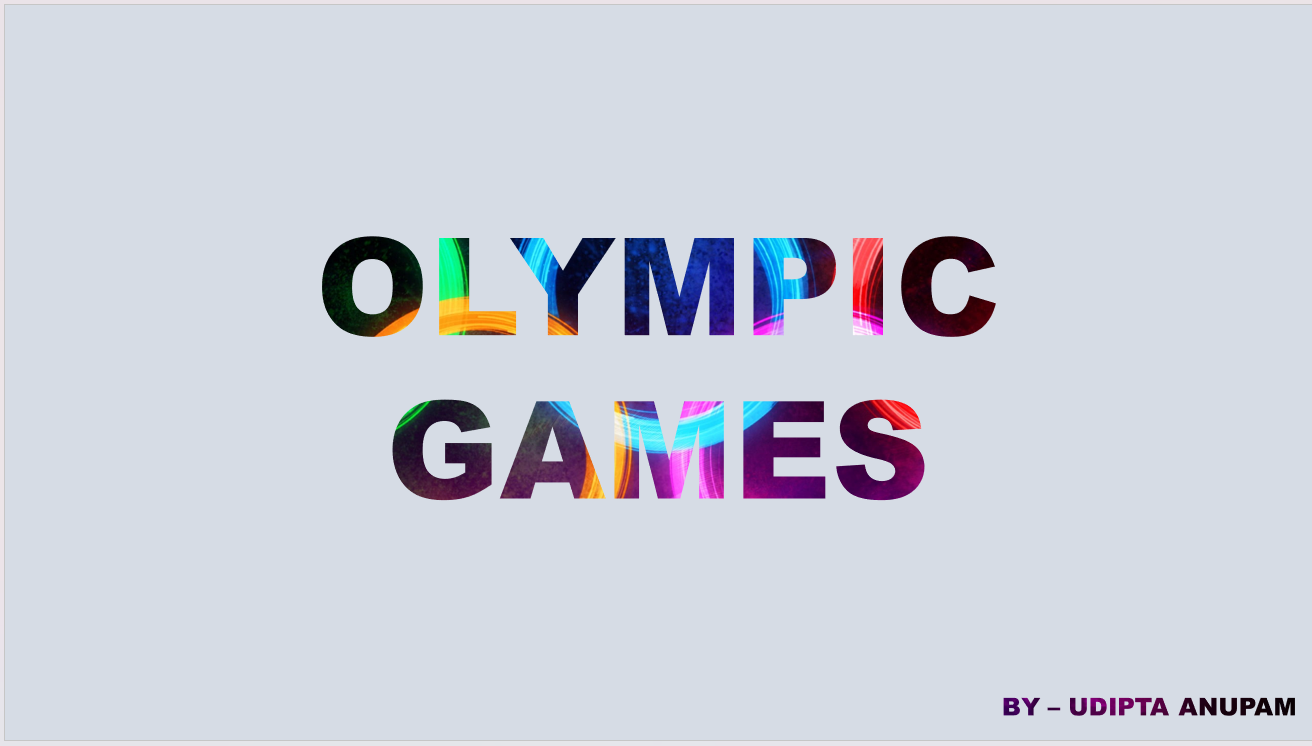 OLYMPIC
GAMES
BY – UDIPTA ANUPAM